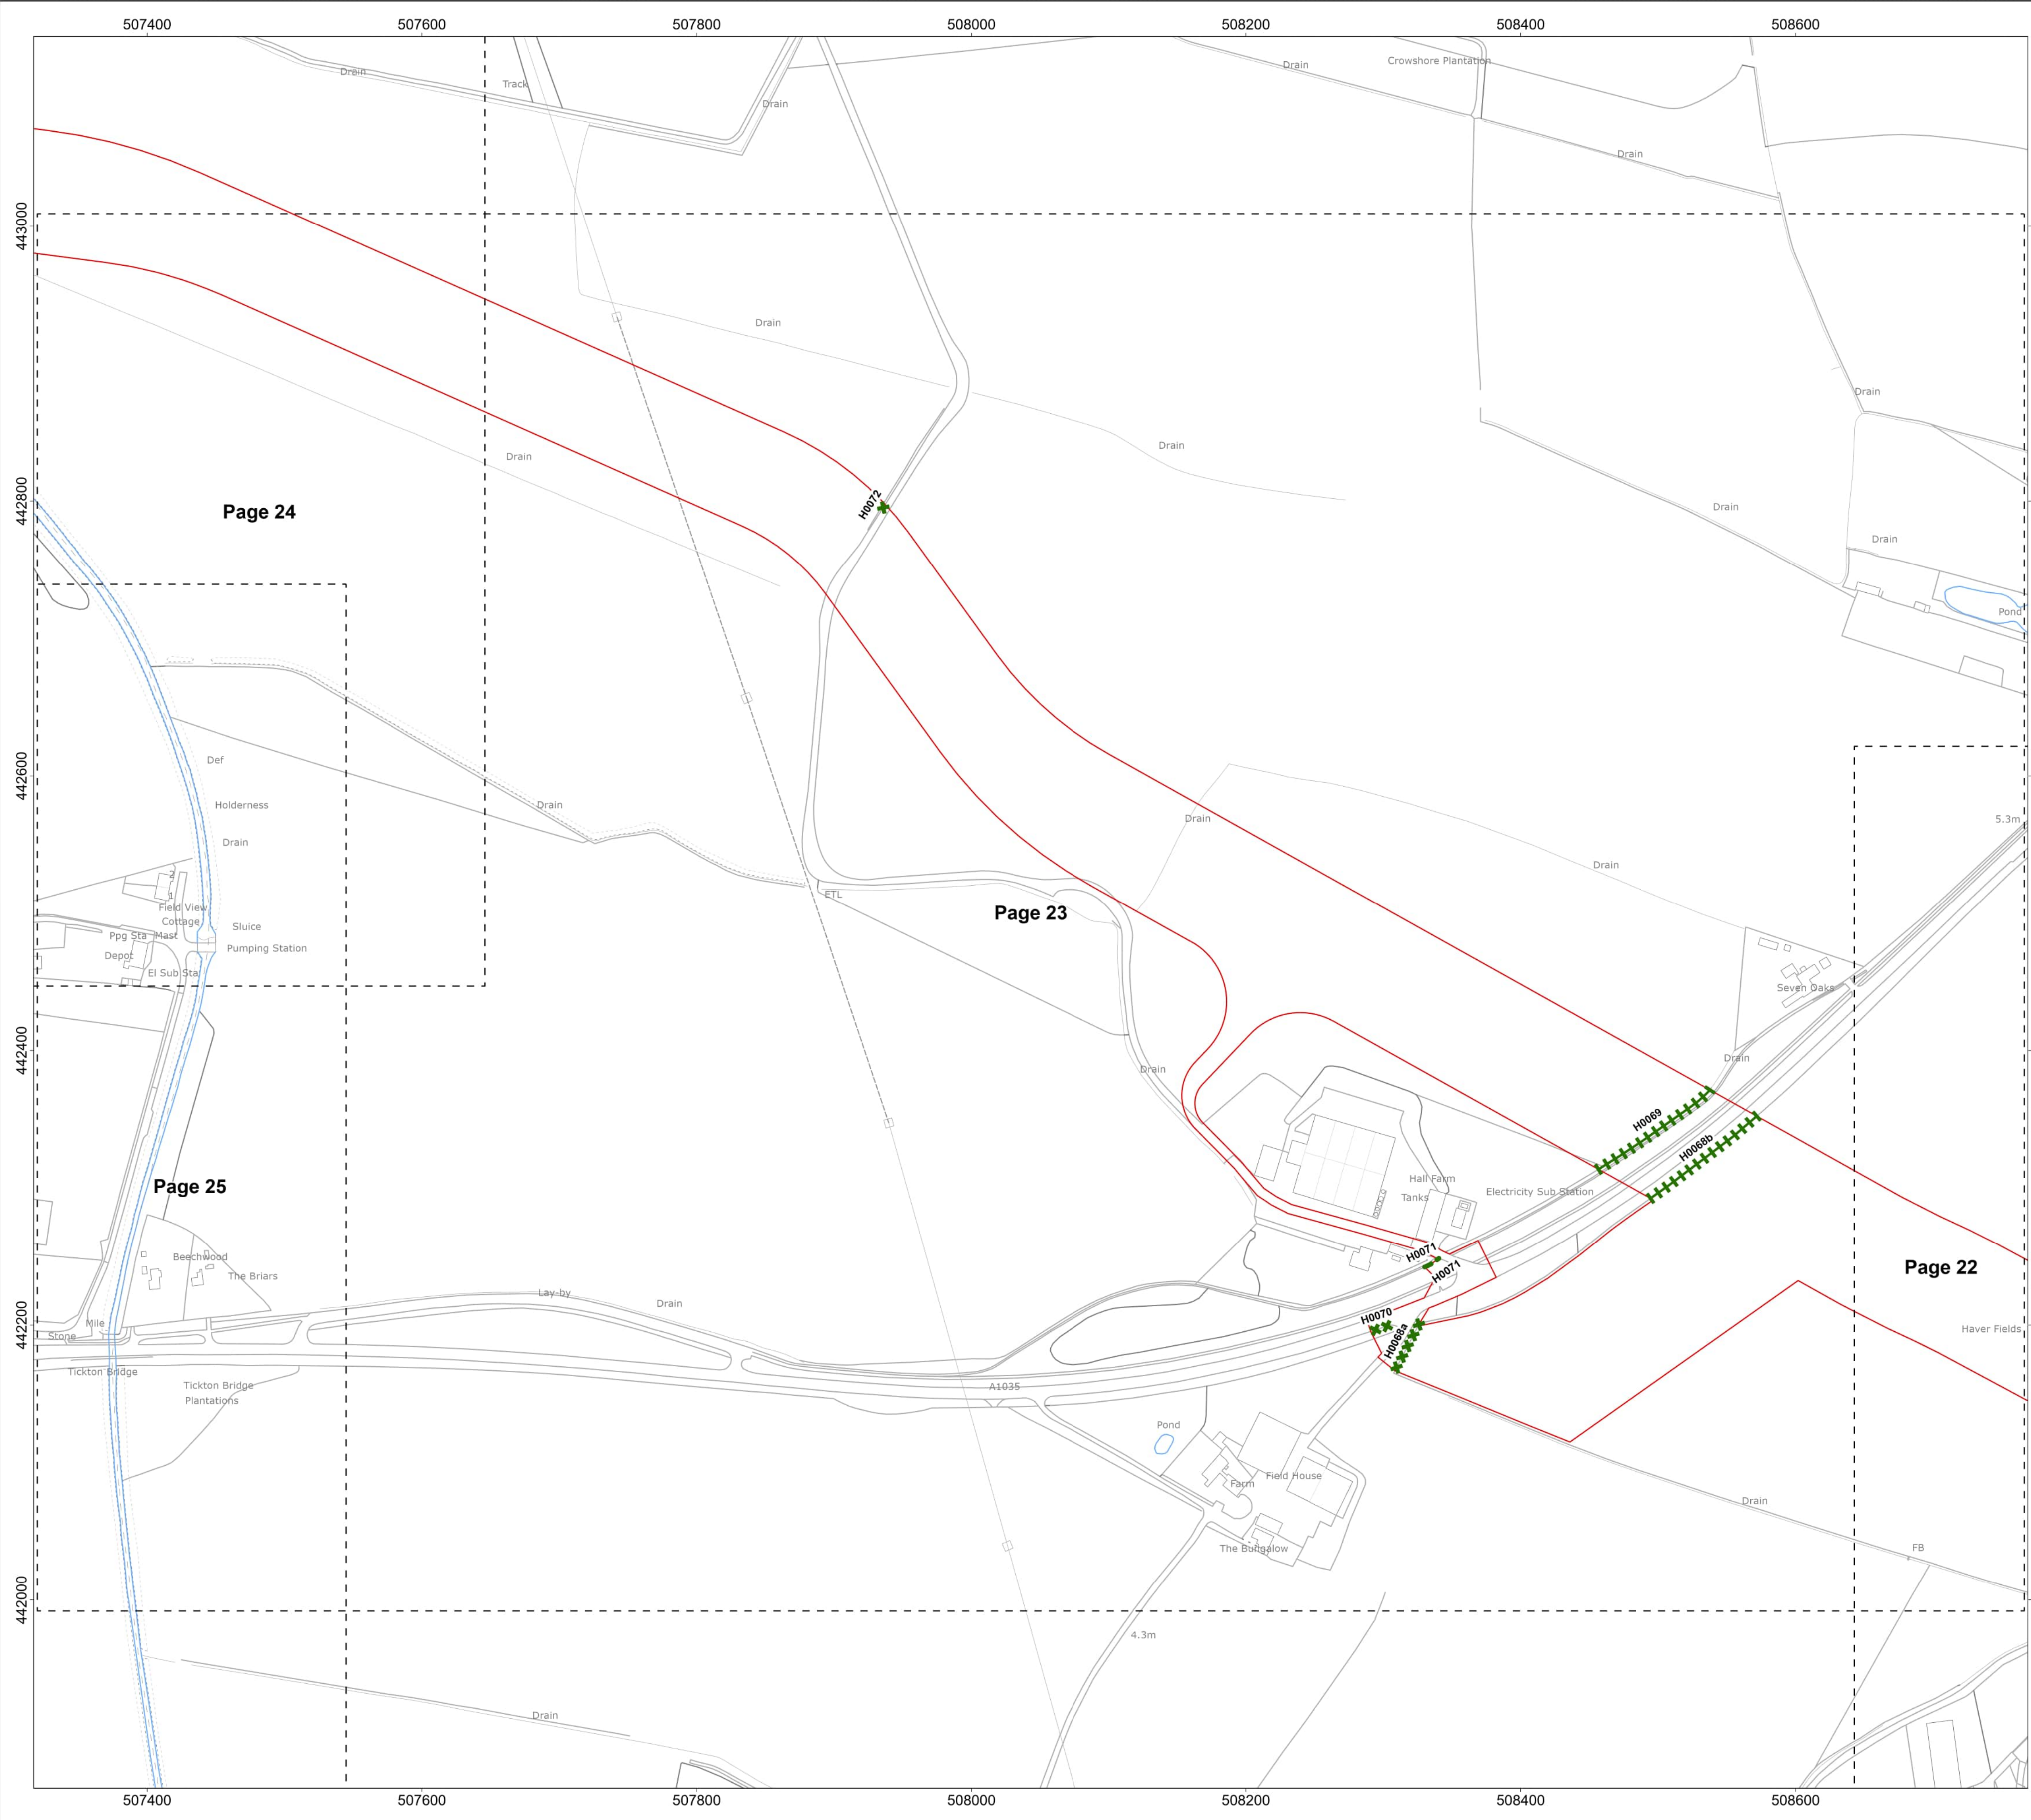 507400
507600
507800
508000
508200
508400
508600
443000
442800
442600
442400
442200
442000
Drain
Track
Drain
Drain
Crowshore Plantation
Drain
Drain
Drain
Drain
Drain
Page 24
H0072
Drain
Drain
Pond
Def
Holderness
Drain
Drain
Drain
5.3m
Drain
2
1
Field View
Cottage
ETL
Page 23
Sluice
Ppg Sta
Mast
Pumping Station
Depot
El Sub Sta
Seven Oaks
Drain
Drain
H0069
H0068b
Page 25
Hall Farm
Tanks
Electricity Sub Station
H0071
H0071
Beechwood
The Briars
Page 22
Lay-by
Drain
Mile
Stone
H0070
H0068a
Haver Fields
Tickton Bridge
Tickton Bridge
Plantations
A1035
Pond
Field House
Farm
Drain
The Bungalow
FB
4.3m
Drain
507400
507600
507800
508000
508200
508400
508600